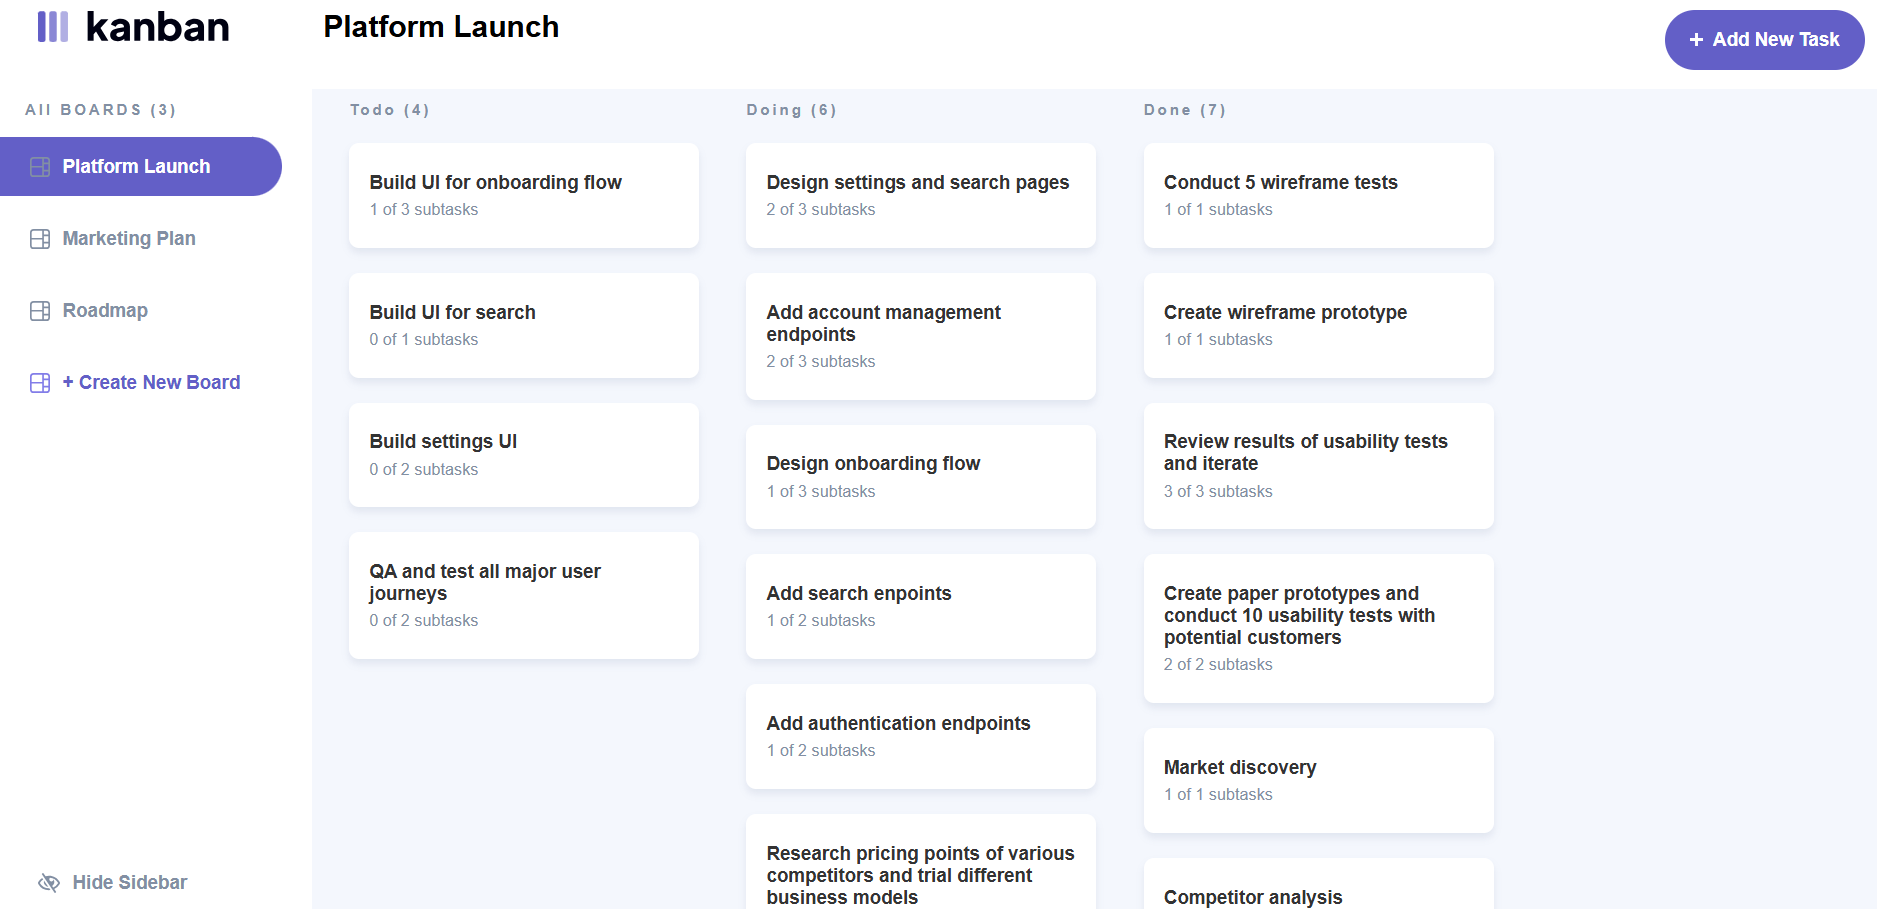 kanban
Platform Launch
+ Add New Task
All BOARDS (3)
Platform Launch
Marketing Plan
Roadmap
+ Create New Board
Hide Sidebar
Todo (4)
Build UI for onboarding flow
1 of 3 subtasks
Build UI for search
0 of 1 subtasks
Build settings UI
0 of 2 subtasks
QA and test all major user
journeys
0 of 2 subtasks
Doing (6)
Design settings and search pages
2 of 3 subtasks
Add account management
endpoints
2 of 3 subtasks
Design onboarding flow
1 of 3 subtasks
Add search enpoints
1 of 2 subtasks
Add authentication endpoints
1 of 2 subtasks
Research pricing points of various
competitors and trial different
business models
Done (7)
Conduct 5 wireframe tests
1 of 1 subtasks
Create wireframe prototype
1 of 1 subtasks
Review results of usability tests
and iterate
3 of 3 subtasks
Create paper prototypes and
conduct 10 usability tests with
potential customers
2 of 2 subtasks
Market discovery
1 of 1 subtasks
Competitor analysis